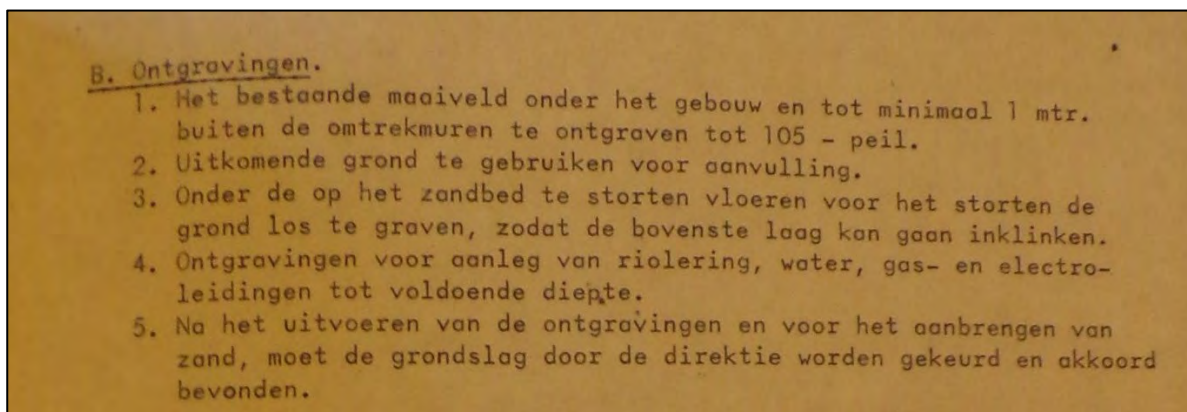 B. Ontgravingen.
1. Het bestaande maaiveld onder het gebouw en tot minimaal 1 mtr.
buiten de omtrekmuren te ontgraven tot 105 - peil.
2. Uitkomende grond te gebruiken voor aanvulling.
3. Onder de op het zandbed te storten vloeren voor het storten de
grond los te graven, zodat de bovenste laag kan gaan inklinken.
4. Ontgravingen voor aanleg van riolering, water, gas- en electro-
leidingen tot voldoende diepte.
5. Na het uitvoeren van de ontgravingen en voor het aanbrengen van
zand, moet de grondslag door de direktie worden gekeurd en akkoord
bevonden.